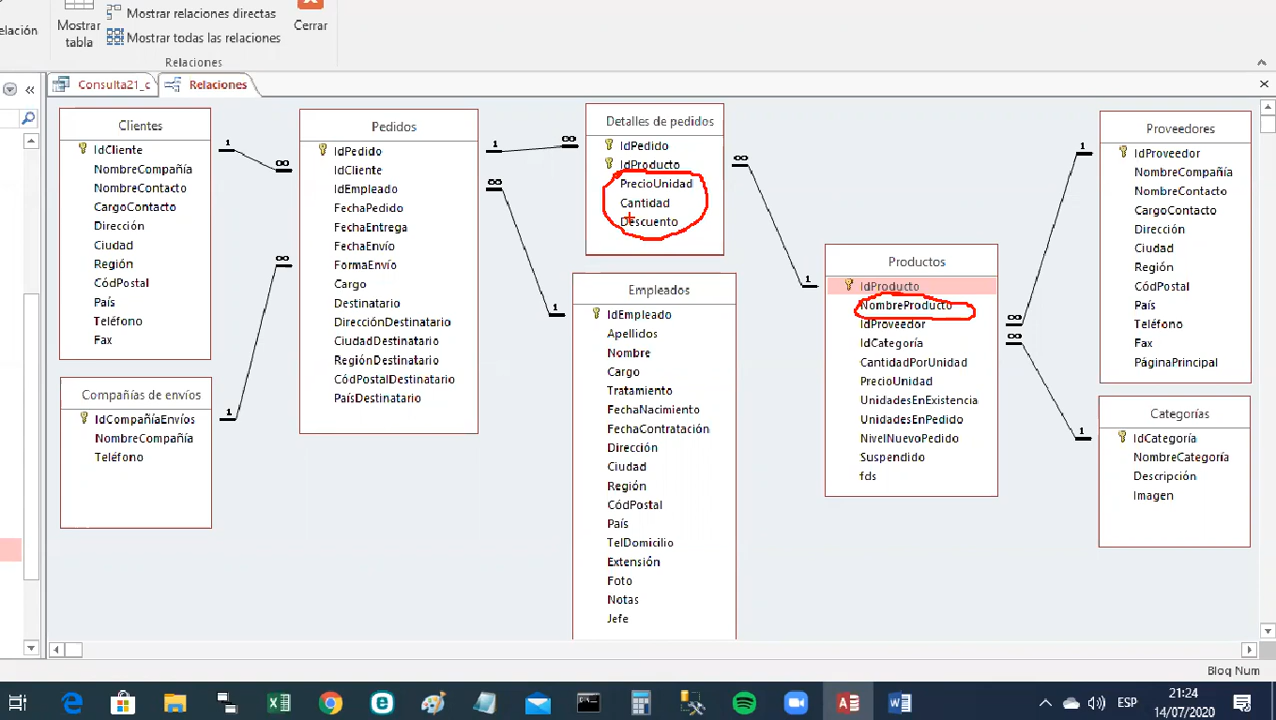 elación
Mostrar
tabla
Mostrar relaciones directas
Mostrar todas las relaciones
Cerrar
Relaciones
Consulta21_c
Relaciones
Clientes
IdCliente
NombreCompañía
NombreContacto
CargoContacto
Dirección
Ciudad
Región
CódPostal
País
Teléfono
Fax
Compañías de envíos
IdCompañíaEnvíos
NombreCompañía
Teléfono
Pedidos
IdPedido
IdCliente
IdEmpleado
FechaPedido
FechaEntrega
FechaEnvío
FormaEnvío
Cargo
Destinatario
DirecciónDestinatario
CiudadDestinatario
RegiónDestinatario
CódPostalDestinatario
PaísDestinatario
Detalles de pedidos
IdPedido
IdProducto
PrecioUnidad
Cantidad
Descuento
Empleados
IdEmpleado
Apellidos
Nombre
Cargo
Tratamiento
FechaNacimiento
FechaContratación
Dirección
Ciudad
Región
CódPostal
País
TelDomicilio
Extensión
Foto
Notas
Jefe
Productos
IdProducto
NombreProducto
IdProveedor
IdCategoría
CantidadPorUnidad
PrecioUnidad
UnidadesEnExistencia
UnidadesEnPedido
NivelNuevoPedido
Suspendido
fds
Proveedores
IdProveedor
NombreCompañía
NombreContacto
CargoContacto
Dirección
Ciudad
Región
CódPostal
País
Teléfono
Fax
PáginaPrincipal
Categorías
IdCategoría
NombreCategoría
Descripción
Imagen
1
∞
∞
1
1
∞
∞
1
∞
1
1
∞
∞
1
Bloq Num
ESP
21:24
14/07/2020